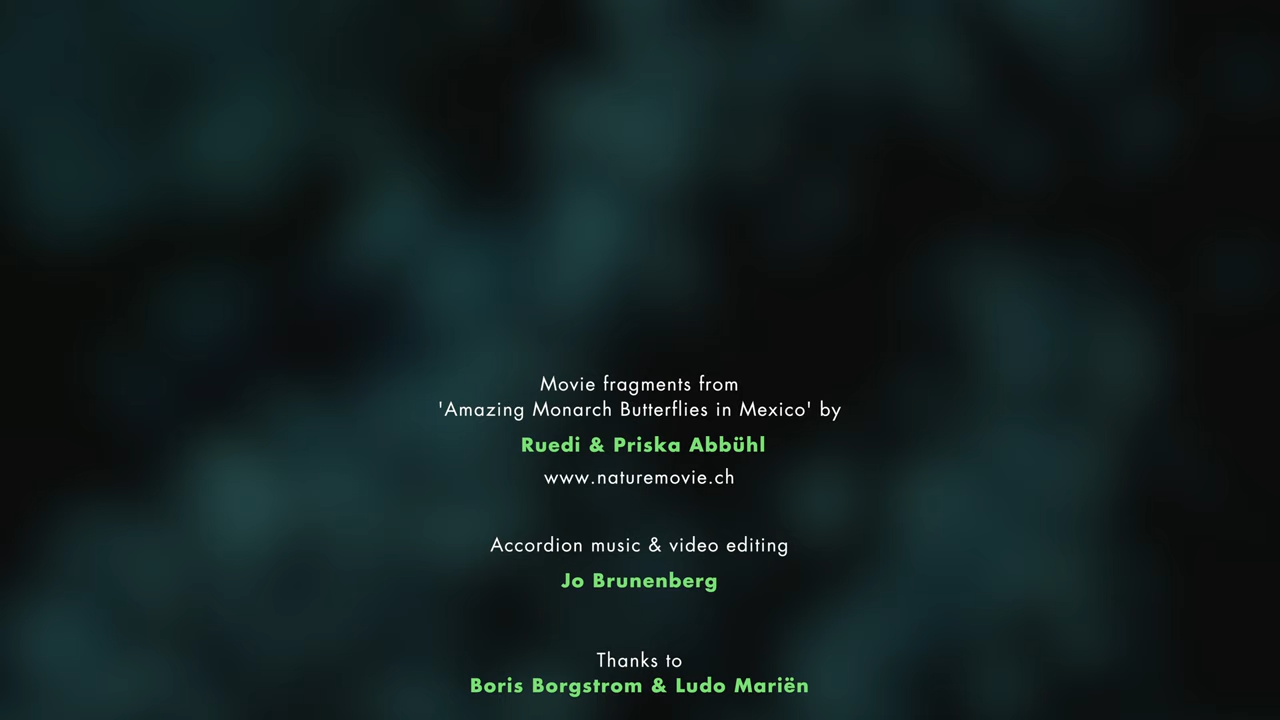 Movie fragments from
'Amazing Monarch Butterflies in Mexico' by
Ruedi & Priska Abbühl
www.naturemovie.ch
Accordion music & video editing
Jo Brunenberg
Thanks to
Boris Borgstrom & Ludo Mariën